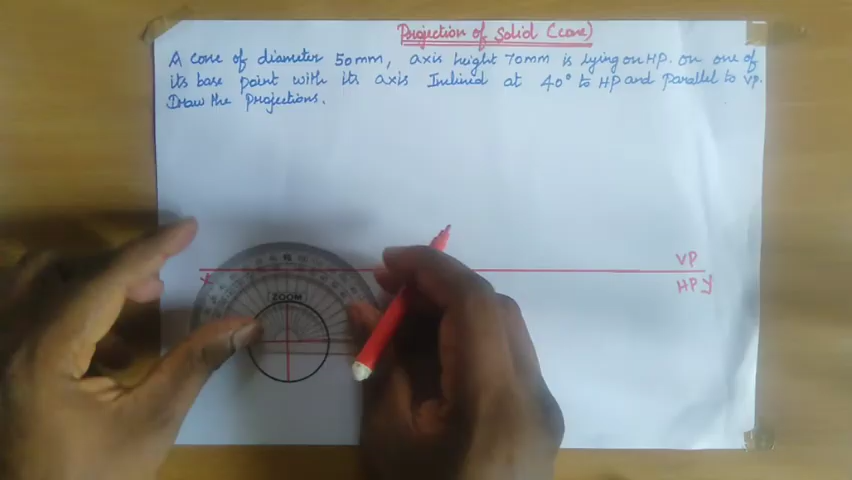 Projection of Solid (cone)
A cone of diameter 50mm, axis height 70mm is lying on HP. on one of
its base point with its axis Inclined at 40° to HP and parallel to VP.
Draw the Projections.
VP
X
HP Y
ZOOM